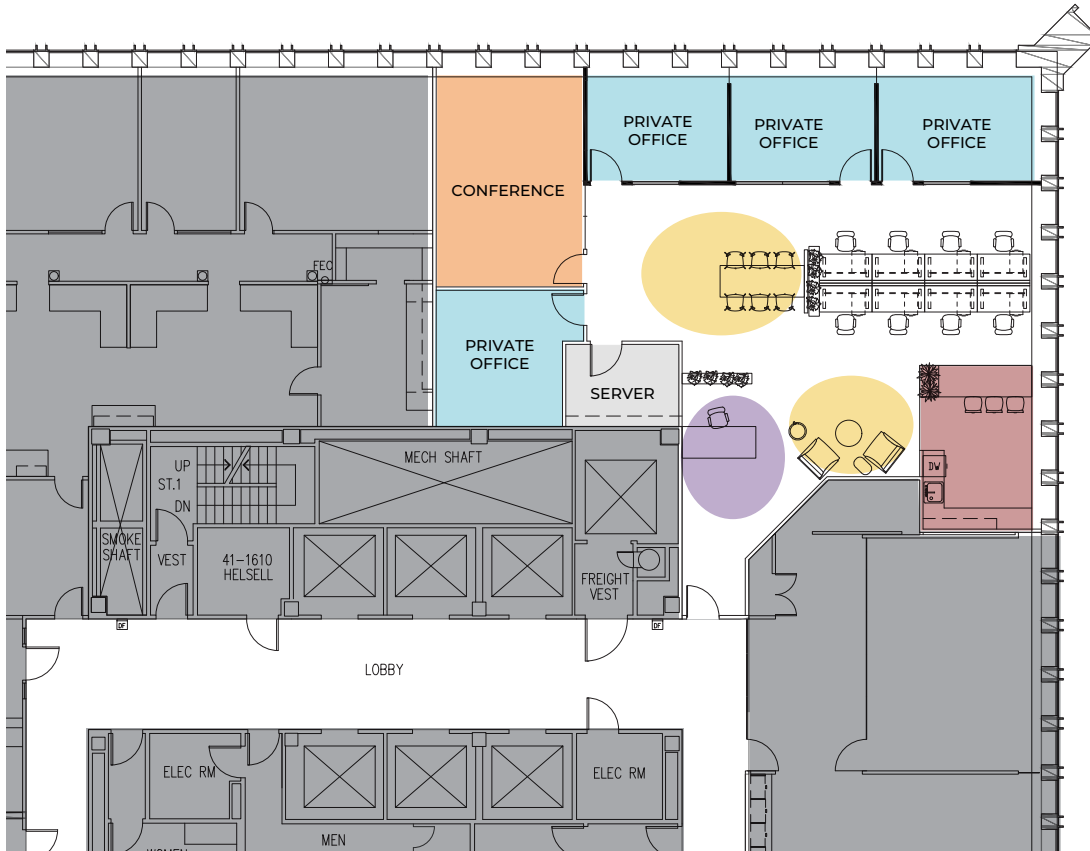 PRIVATE
OFFICE
PRIVATE
OFFICE
PRIVATE
OFFICE
CONFERENCE
FEC
PRIVATE
OFFICE
SERVER
UP
ST.1
DN
MECH SHAFT
DW
SMOKE
SHAFT
VEST
41-1610
HELSELL
FREIGHT
VEST
DF
DF
LOBBY
ELEC RM
ELEC RM
MEN
WOMEN